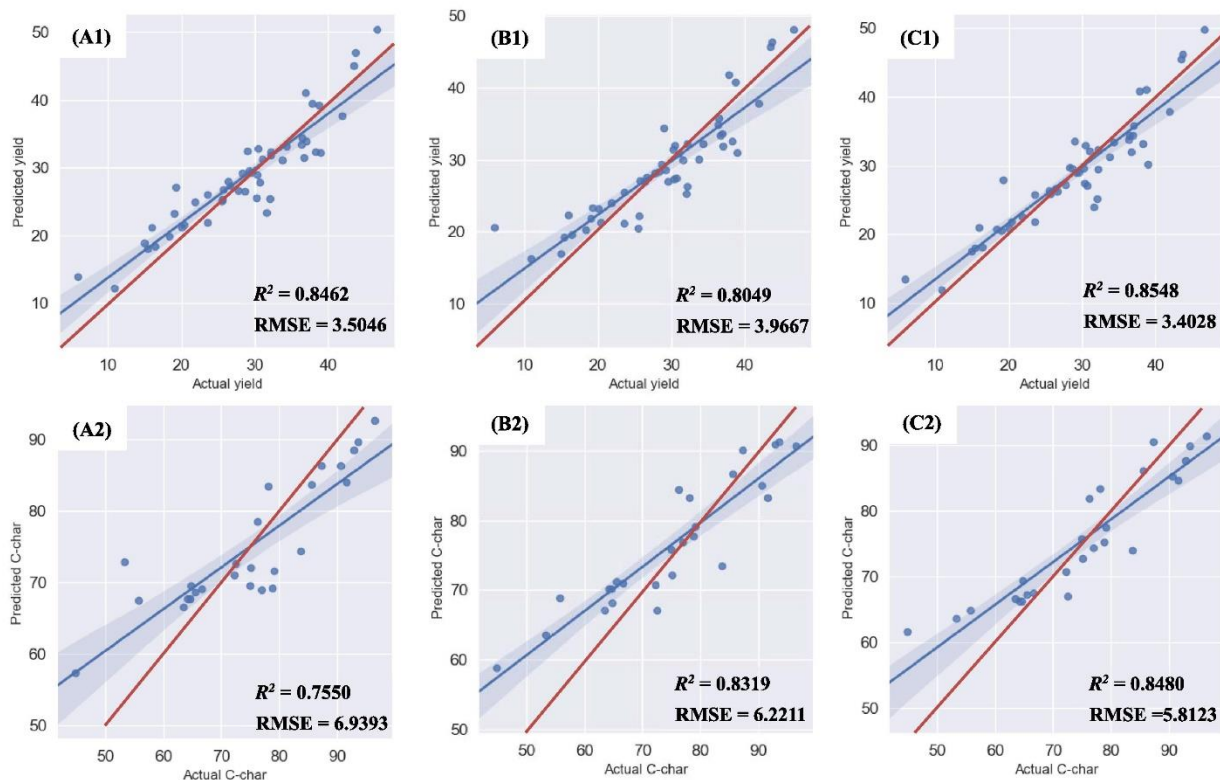 (A1)
50
40
30
20
10
Predicted yield
R² = 0.8462
RMSE = 3.5046
10 20 30 40
Actual yield
(B1)
50
40
30
20
10
Predicted yield
R² = 0.8049
RMSE = 3.9667
10 20 30 40
Actual yield
(C1)
50
40
30
20
10
Predicted yield
R² = 0.8548
RMSE = 3.4028
10 20 30 40
Actual yield
(A2)
90
80
70
60
50
Predicted C-char
R² = 0.7550
RMSE = 6.9393
50 60 70 80 90
Actual C-char
(B2)
90
80
70
60
50
Predicted C-char
R² = 0.8319
RMSE = 6.2211
50 60 70 80 90
Actual C-char
(C2)
90
80
70
60
50
Predicted C-char
R² = 0.8480
RMSE =5.8123
50 60 70 80 90
Actual C-char